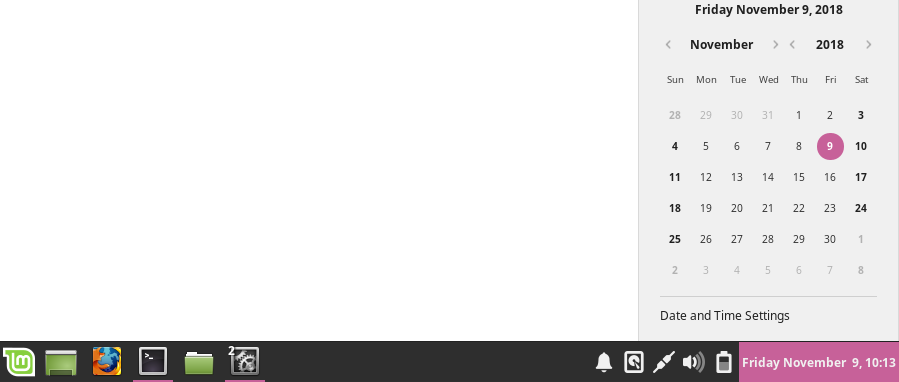 Friday November 9, 2018
November 2018
Sun Mon Tue Wed Thu Fri Sat
28 29 30 31 1 2 3
4 5 6 7 8 9 10
11 12 13 14 15 16 17
18 19 20 21 22 23 24
25 26 27 28 29 30 1
2 3 4 5 6 7 8
Date and Time Settings
>_ 2 Friday November 9, 10:13